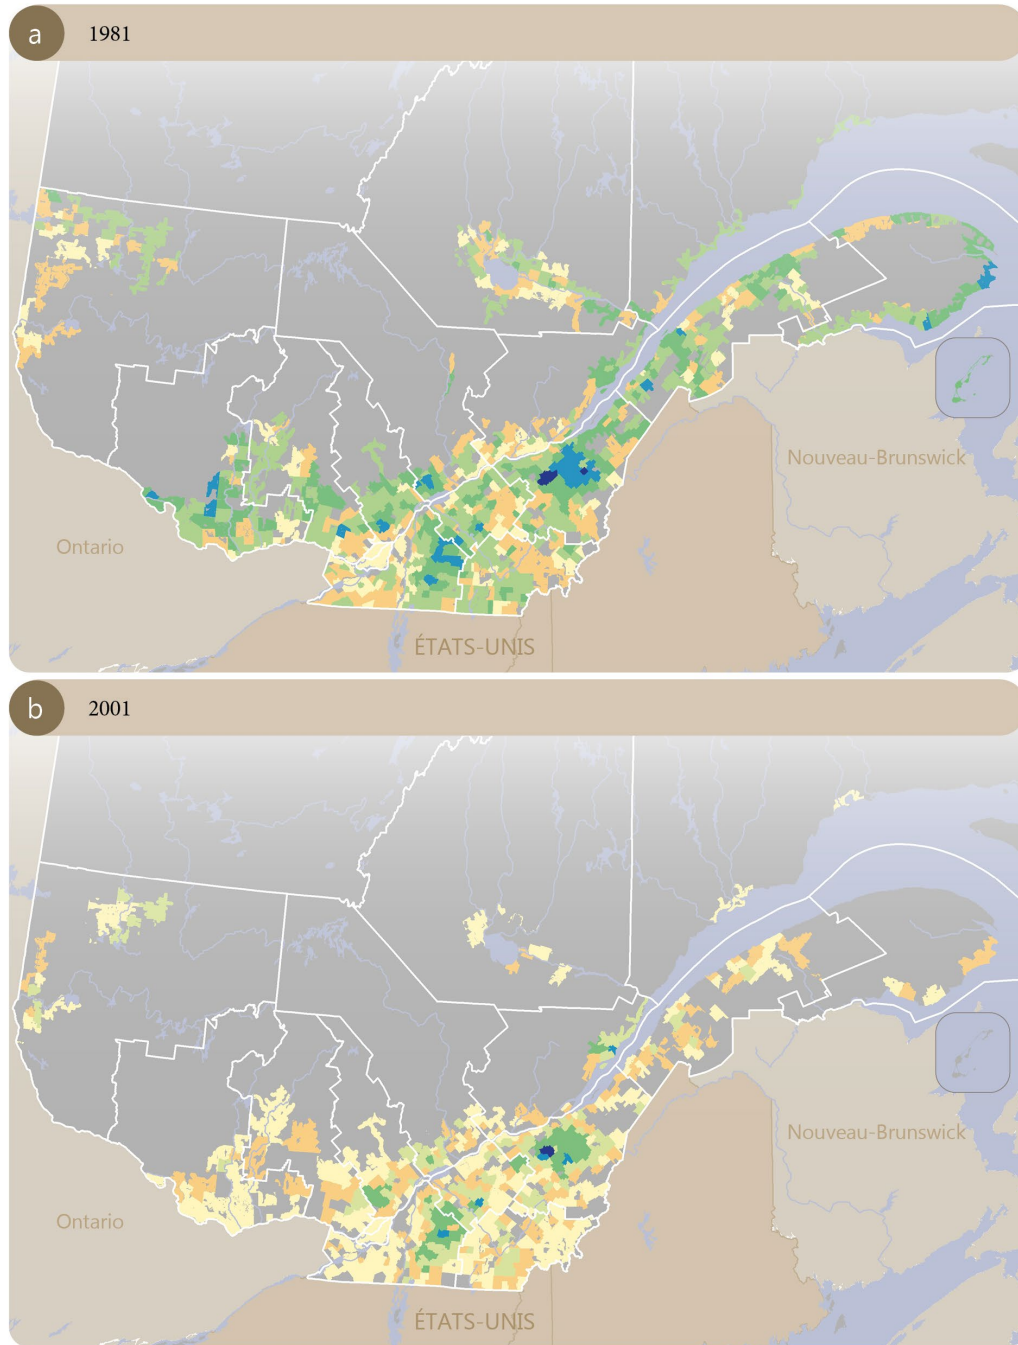 a
1981
Ontario
Nouveau-Brunswick
ÉTATS-UNIS
b
2001
Ontario
Nouveau-Brunswick
ÉTATS-UNIS